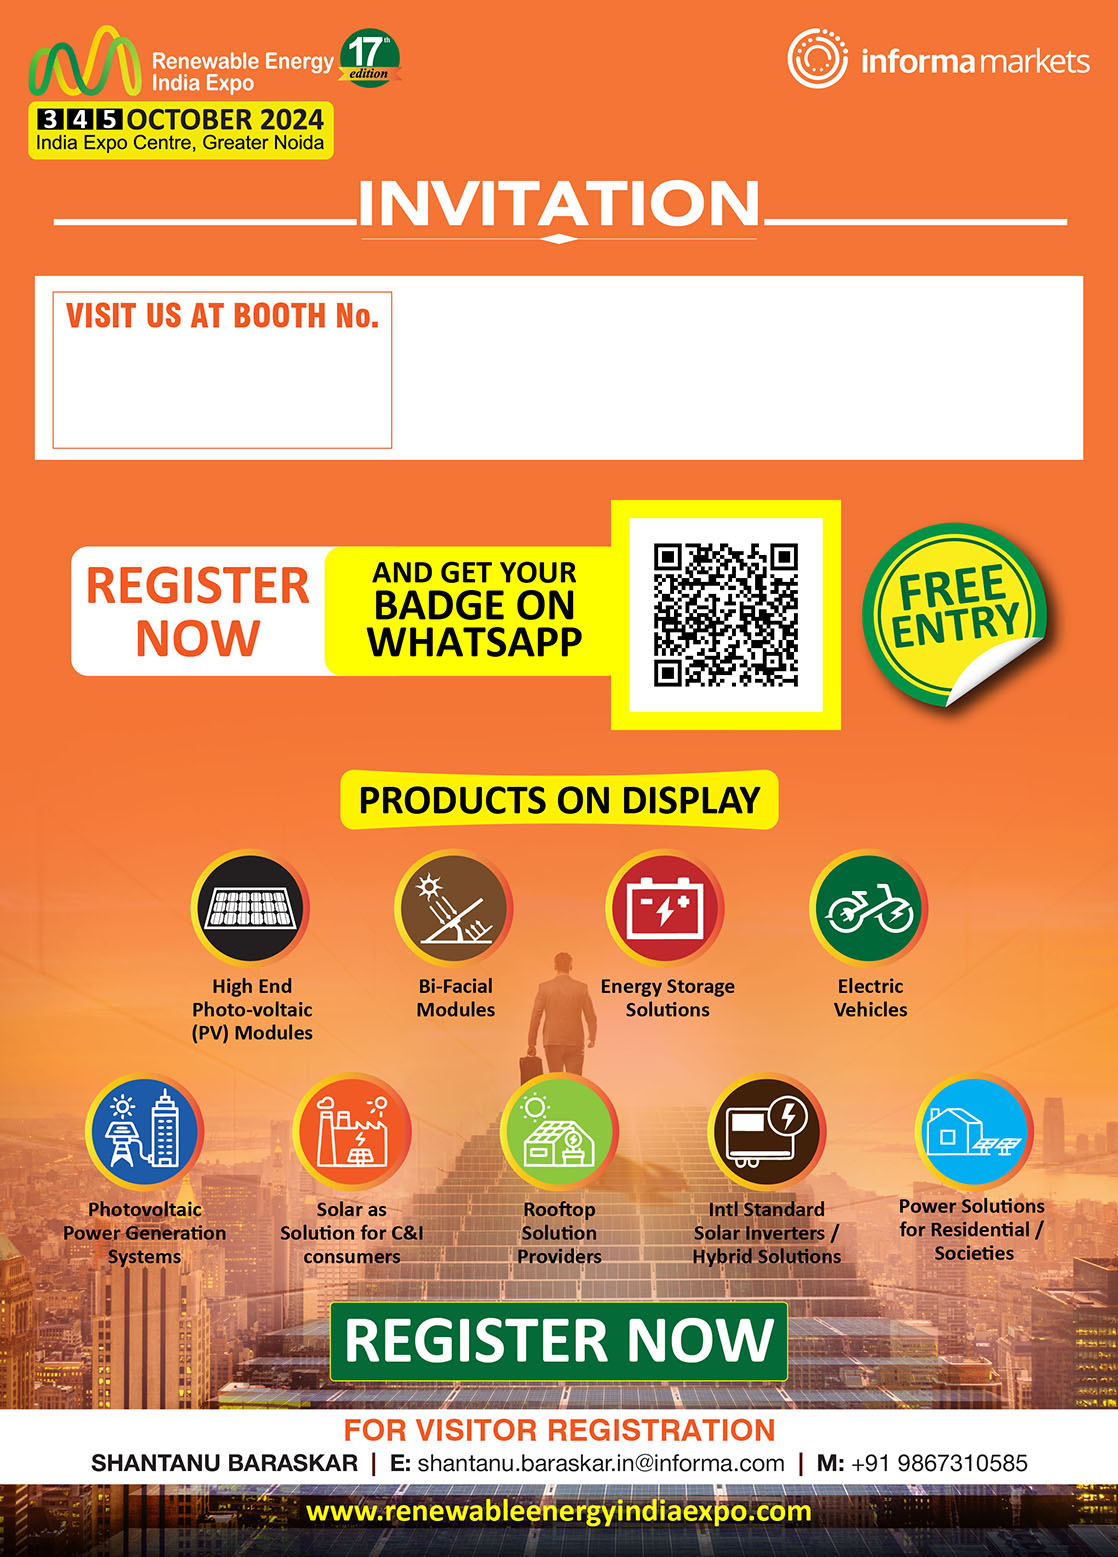 Renewable Energy
India Expo
17th
edition
informa markets
3 4 5 OCTOBER 2024
India Expo Centre, Greater Noida
INVITATION
VISIT US AT BOOTH No.
REGISTER
NOW
AND GET YOUR
BADGE ON
WHATSAPP
FREE
ENTRY
PRODUCTS ON DISPLAY
High End
Photo-voltaic
(PV) Modules
Bi-Facial
Modules
Energy Storage
Solutions
Electric
Vehicles
Photovoltaic
Power Generation
Systems
Solar as
Solution for C&I
consumers
Rooftop
Solution
Providers
Intl Standard
Solar Inverters /
Hybrid Solutions
Power Solutions
for Residential /
Societies
REGISTER NOW
FOR VISITOR REGISTRATION
SHANTANU BARASKAR | E: shantanu.baraskar.in@informa.com | M: +91 9867310585
www.renewableenergyindiaexpo.com